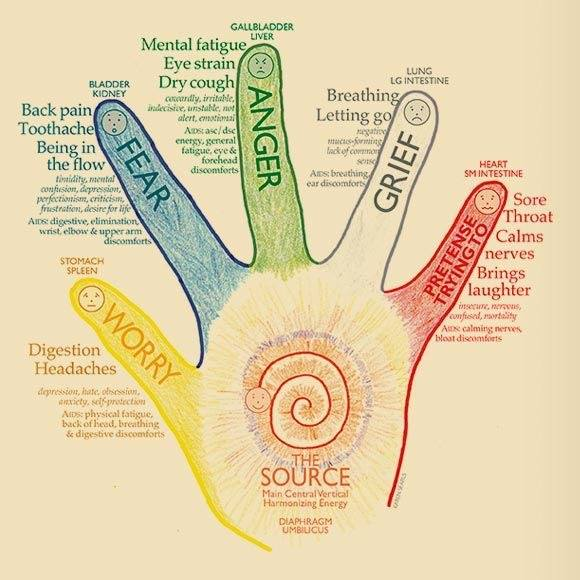 GALLBLADDER
LIVER
Mental fatigue
Eye strain
Dry cough
cowardly, irritable,
indecisive, unstable, not
alert, emotional
AIDS: asc/dsc
energy, general
fatigue, eye &
forehead
discomforts
ANGER
BLADDER
KIDNEY
Back pain
Toothache
Being in
the flow
timidity, mental
confusion, depression,
perfectionism, criticism,
frustration, desire for life
AIDS: digestive, elimination,
wrist, elbow & upper arm
discomforts
FEAR
LUNG
LG INTESTINE
Breathing
Letting go
negative
mucus-forming
lack of common
sense
AIDS: breathing,
ear discomforts
GRIEF
HEART
SM INTESTINE
Sore
Throat
Calms
nerves
Brings
laughter
insecure, nervous,
confused, mortality
AIDS: calming nerves,
bloat discomforts
PRETENSE
TRYING TO
STOMACH
SPLEEN
WORRY
Digestion
Headaches
depression, hate, obsession,
anxiety, self-protection
AIDS: physical fatigue,
back of head, breathing
& digestive discomforts
THE
SOURCE
Main Central Vertical
Harmonizing Energy
DIAPHRAGM
UMBILICUS